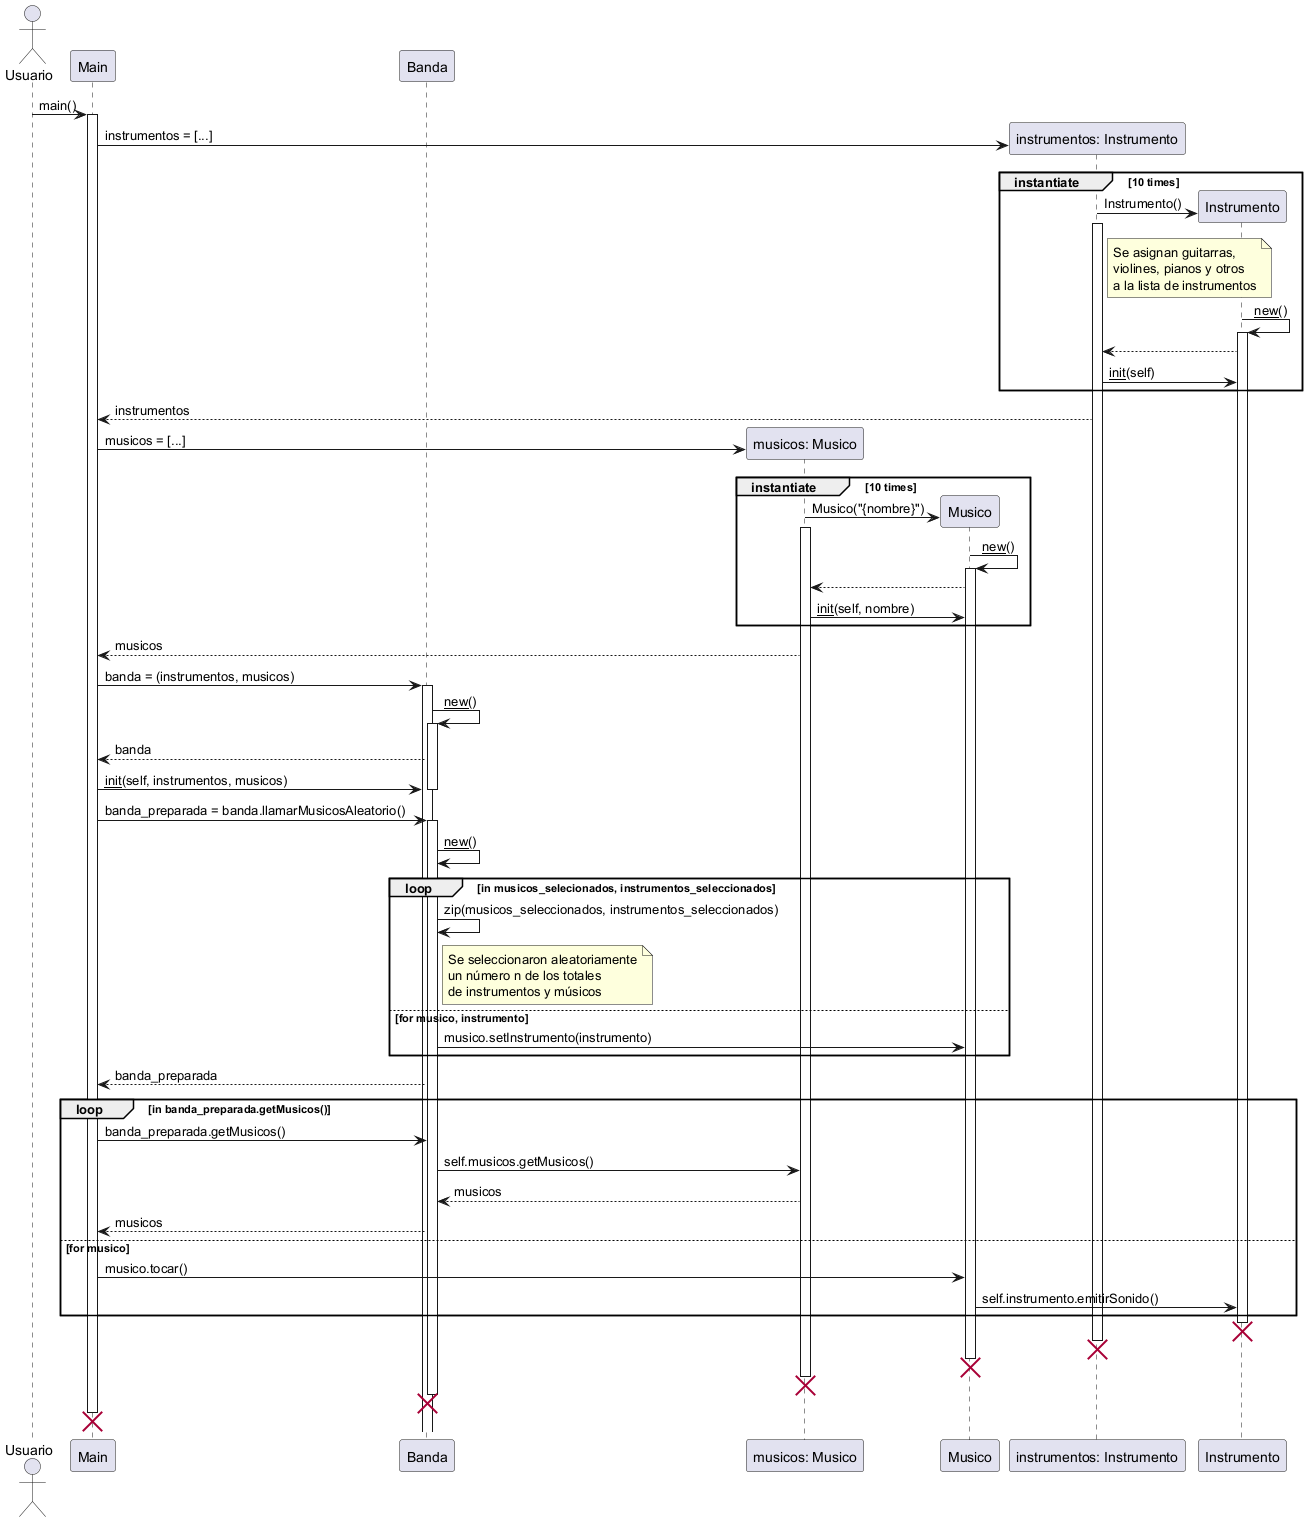 Usuario
Main
Banda
main()
instrumentos = [...]
instrumentos: Instrumento
instantiate [10 times]
Instrumento()
Instrumento
Se asignan guitarras,
violines, pianos y otros
a la lista de instrumentos
new()
init(self)
instrumentos
musicos = [...]
musicos: Musico
instantiate [10 times]
Musico("{nombre}")
Musico
new()
init(self, nombre)
musicos
banda = (instrumentos, musicos)
new()
banda
init(self, instrumentos, musicos)
banda_preparada = banda.llamarMusicosAleatorio()
new()
loop [in musicos_selecionados, instrumentos_seleccionados]
zip(musicos_seleccionados, instrumentos_seleccionados)
Se seleccionaron aleatoriamente
un número n de los totales
de instrumentos y músicos
[for musico, instrumento]
musico.setInstrumento(instrumento)
banda_preparada
loop [in banda_preparada.getMusicos()]
banda_preparada.getMusicos()
self.musicos.getMusicos()
musicos
musicos
[for musico]
musico.tocar()
self.instrumento.emitirSonido()
Usuario
Main
Banda
musicos: Musico
Musico
instrumentos: Instrumento
Instrumento